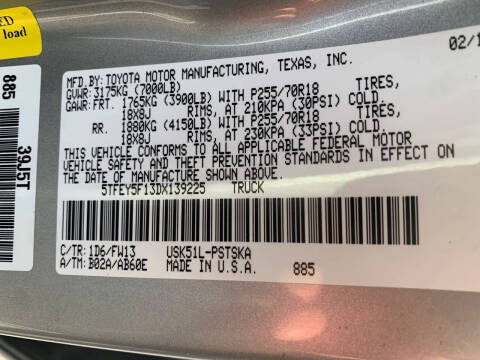 ED
load
02/1
MFD. BY: TOYOTA MOTOR MANUFACTURING, TEXAS, INC.
GVWR: 3175KG (7000LB)
GAWR: FRT. 1765KG (3900LB) WITH P255/70R18 TIRES,
18X8J RIMS, AT 210KPA (30PSI) COLD.
RR. 1880KG (4150LB) WITH P255/70R18 TIRES,
18X8J RIMS, AT 230KPA (33PSI) COLD.
THIS VEHICLE CONFORMS TO ALL APPLICABLE FEDERAL MOTOR
VEHICLE SAFETY AND THEFT PREVENTION STANDARDS IN EFFECT ON
THE DATE OF MANUFACTURE SHOWN ABOVE.
5TFEY5F13DX139225 TRUCK
C/TR: 1D6/FW13 USK51L-PSTSKA
A/TM: B02A/AB60E MADE IN U.S.A. 885
885
39J5T